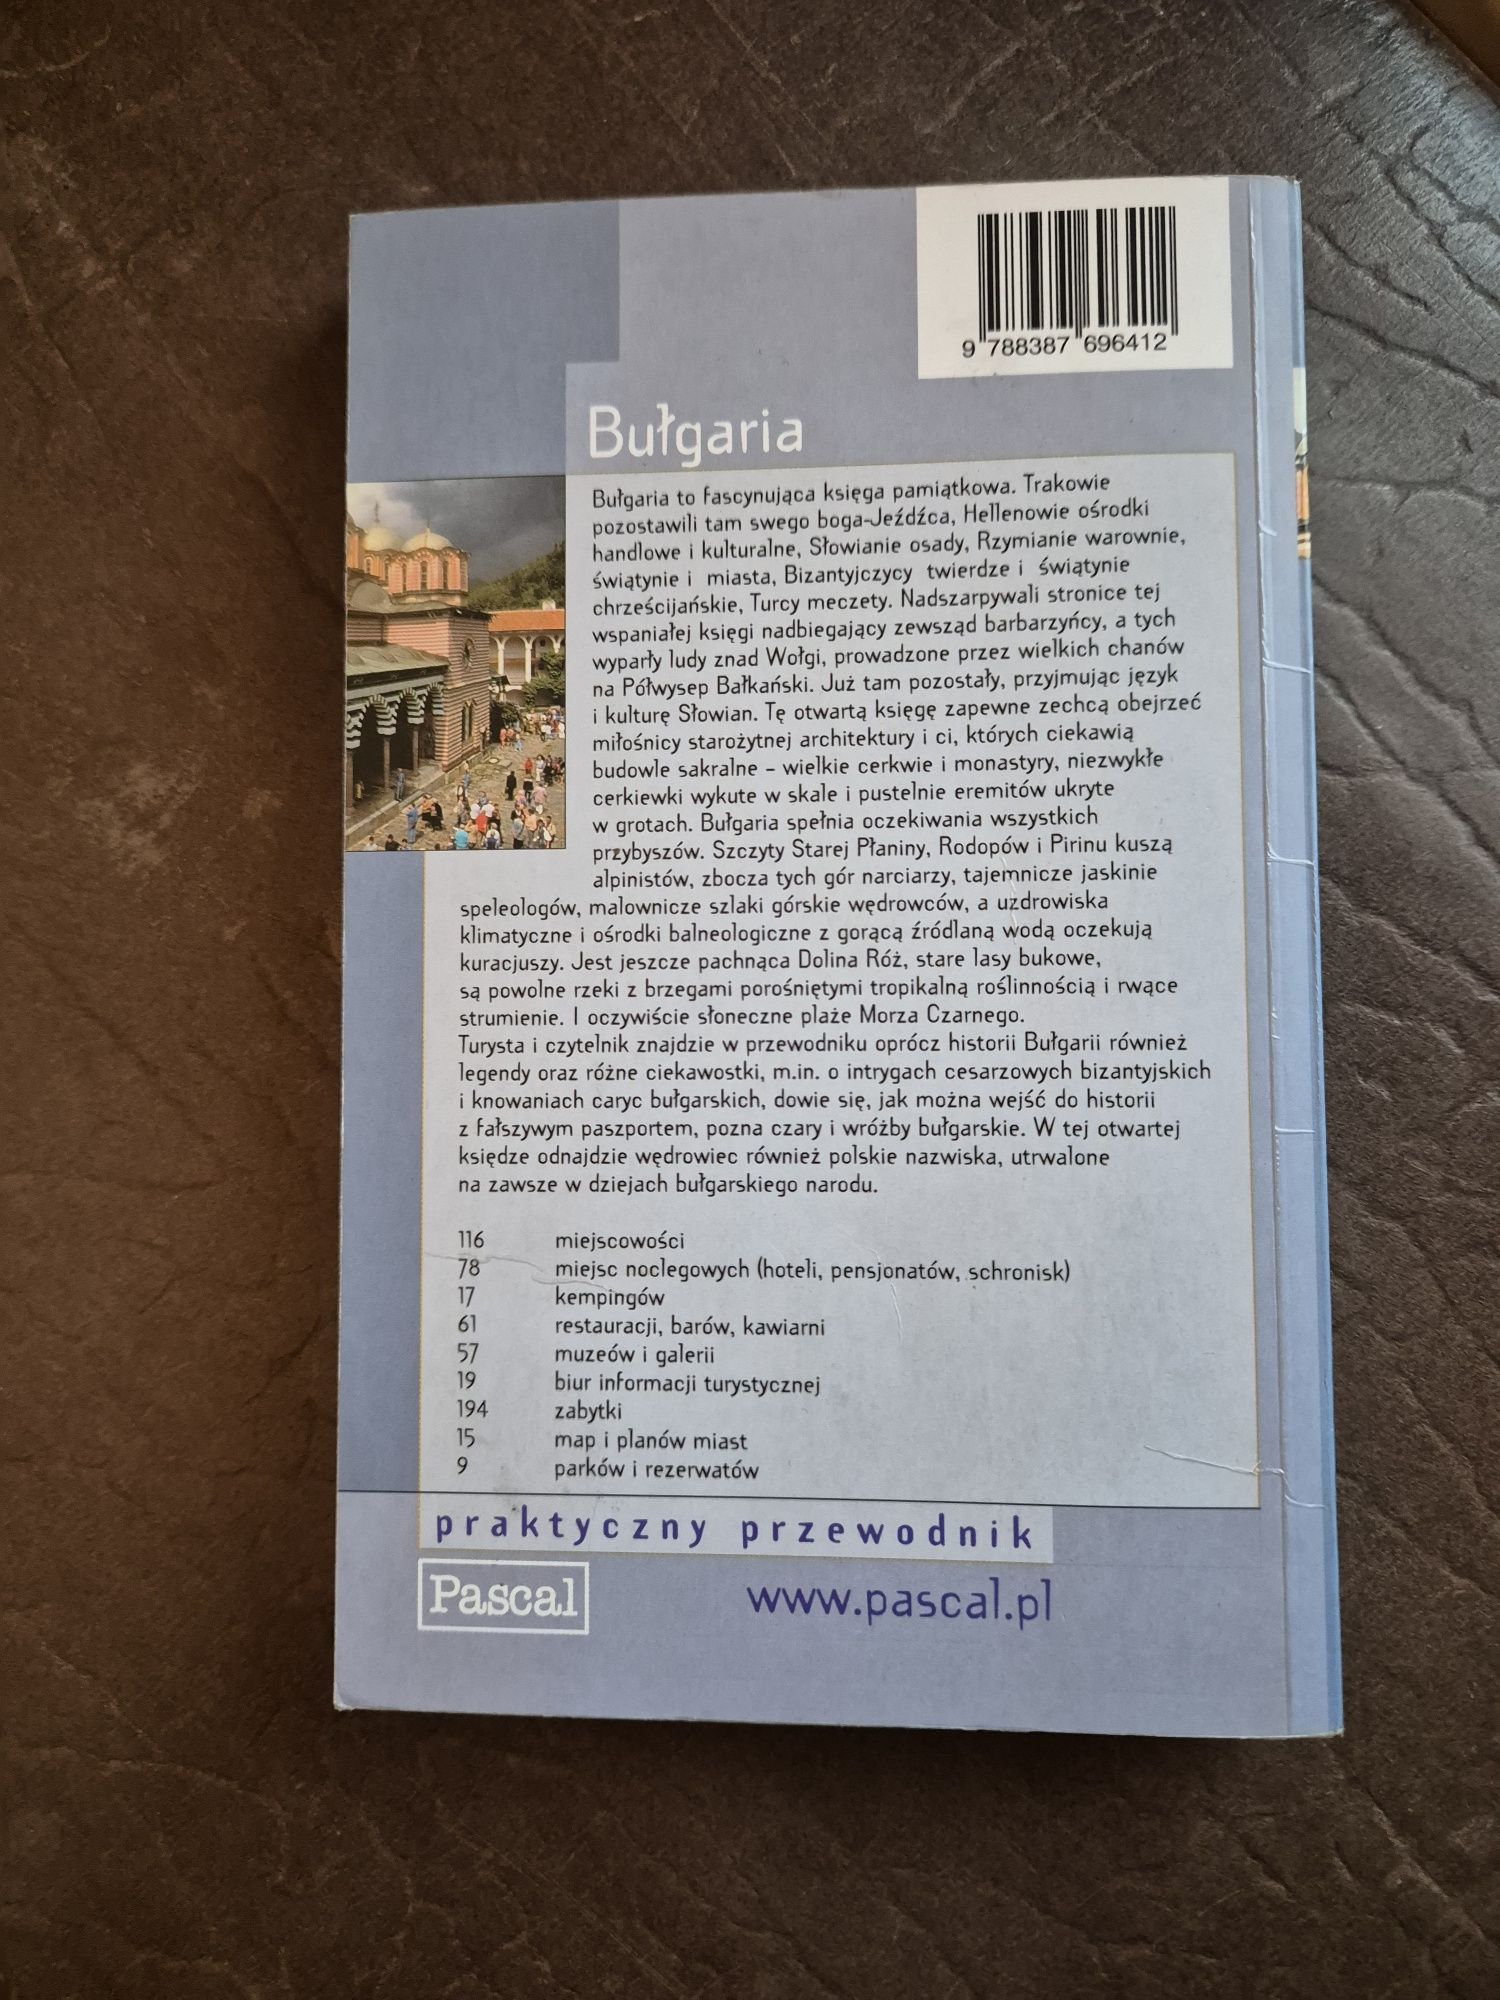 9 788387 696412
Bułgaria
Bułgaria to fascynująca księga pamiątkowa. Trakowie
pozostawili tam swego boga-Jeźdźca, Hellenowie ośrodki
handlowe i kulturalne, Słowianie osady, Rzymianie warownie,
świątynie i miasta, Bizantyjczycy twierdze i świątynie
chrześcijańskie, Turcy meczety. Nadszarpywali stronice tej
wspaniałej księgi nadbiegający zewsząd barbarzyńcy, a tych
wyparły ludy znad Wołgi, prowadzone przez wielkich chanów
na Półwysep Bałkański. Już tam pozostały, przyjmując język
i kulturę Słowian. Tę otwartą księgę zapewne zechcą obejrzeć
miłośnicy starożytnej architektury i ci, których ciekawią
budowle sakralne – wielkie cerkwie i monastyry, niezwykłe
cerkiewki wykute w skale i pustelnie eremitów ukryte
w grotach. Bułgaria spełnia oczekiwania wszystkich
przybyszów. Szczyty Starej Płaniny, Rodopów i Pirinu kuszą
alpinistów, zbocza tych gór narciarzy, tajemnicze jaskinie
speleologów, malownicze szlaki górskie wędrowców, a uzdrowiska
klimatyczne i ośrodki balneologiczne z gorącą źródlaną wodą oczekują
kuracjuszy. Jest jeszcze pachnąca Dolina Róż, stare lasy bukowe,
są powolne rzeki z brzegami porośniętymi tropikalną roślinnością i rwące
strumienie. I oczywiście słoneczne plaże Morza Czarnego.
Turysta i czytelnik znajdzie w przewodniku oprócz historii Bułgarii również
legendy oraz różne ciekawostki, m.in. o intrygach cesarzowych bizantyjskich
i knowaniach caryc bułgarskich, dowie się, jak można wejść do historii
z fałszywym paszportem, pozna czary i wróżby bułgarskie. W tej otwartej
księdze odnajdzie wędrowiec również polskie nazwiska, utrwalone
na zawsze w dziejach bułgarskiego narodu.
116 miejscowości
78 miejsc noclegowych (hoteli, pensjonatów, schronisk)
17 kempingów
61 restauracji, barów, kawiarni
57 muzeów i galerii
19 biur informacji turystycznej
194 zabytki
15 map i planów miast
9 parków i rezerwatów
praktyczny przewodnik
Pascal www.pascal.pl